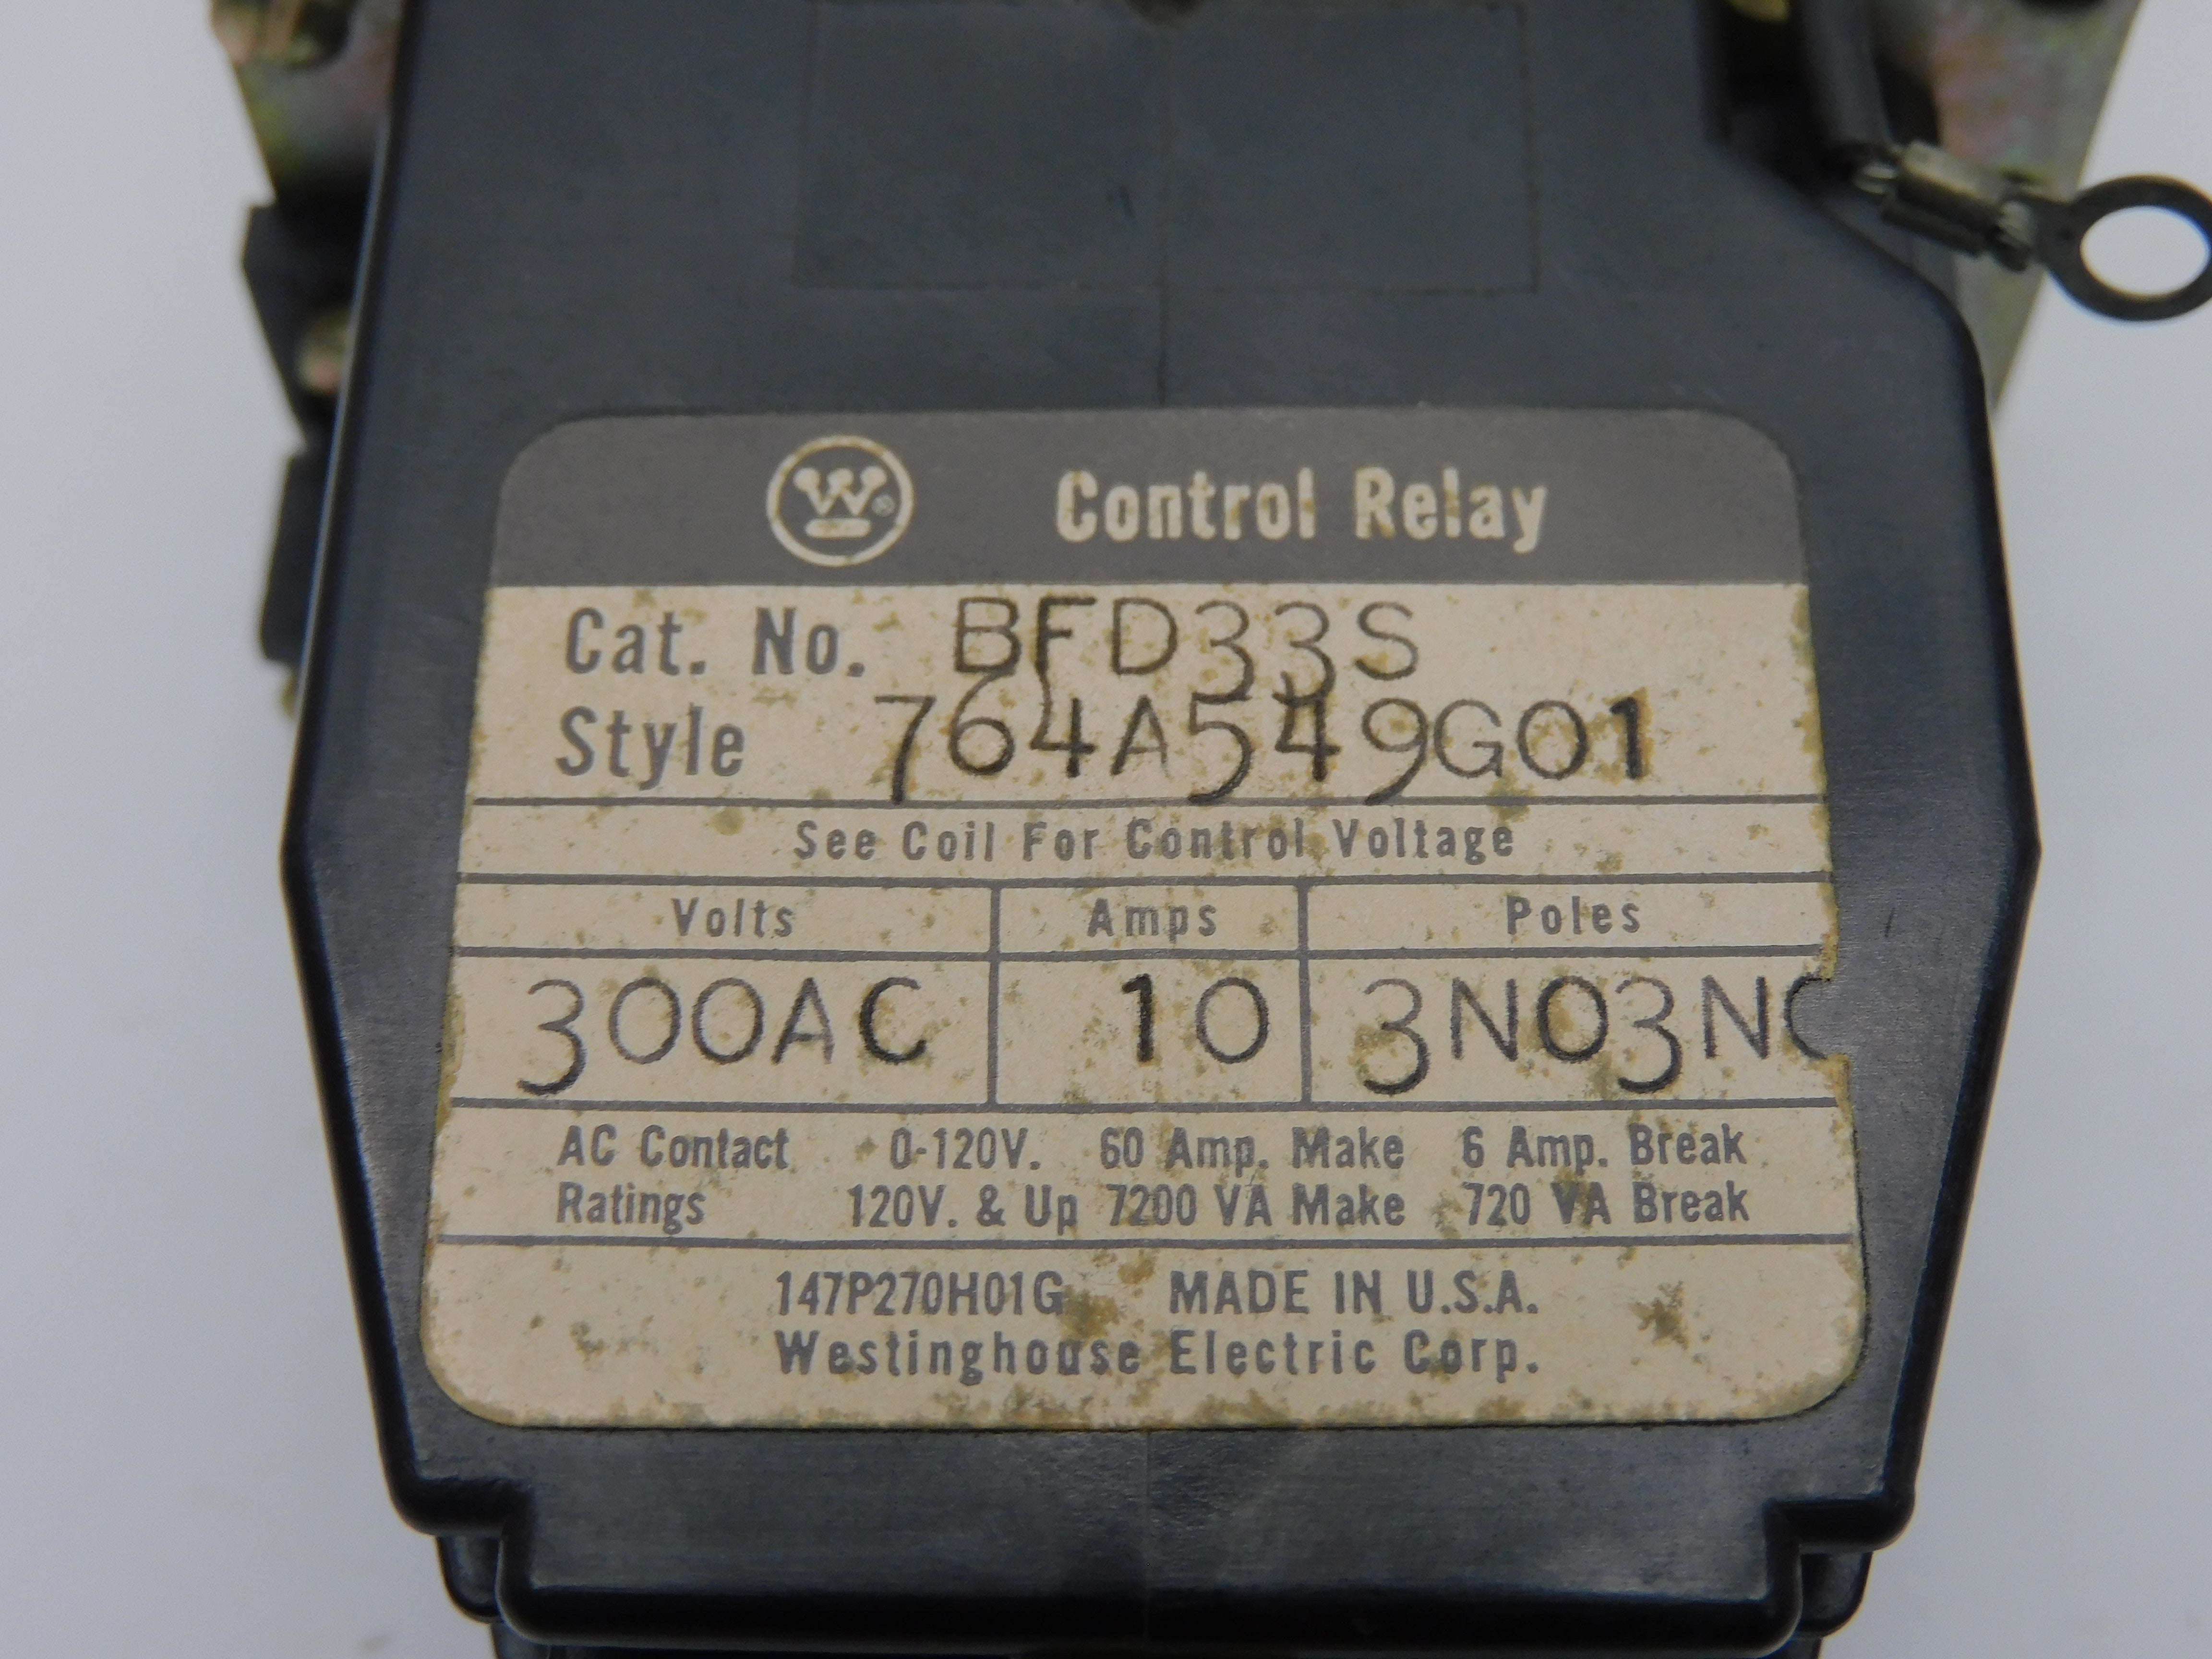 W®
Control Relay
Cat. No. BFD33S
Style 764A549G01
See Coil For Control Voltage
Volts Amps Poles
300AC 10 3NO3NC
AC Contact 0-120V. 60 Amp. Make 6 Amp. Break
Ratings 120V. & Up 7200 VA Make 720 VA Break
147P270H01G MADE IN U.S.A.
Westinghouse Electric Corp.